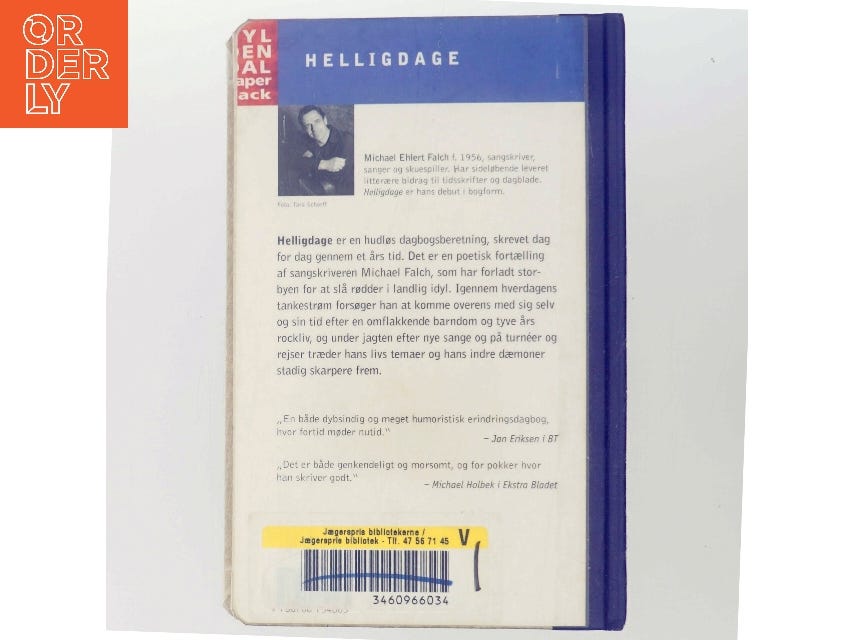 OR
DER
LY
YL
EN
AL
aper
ack
HELLIGDAGE
Michael Ehlert Falch f. 1956, sangskriver,
sanger og skuespiller. Har sideløbende leveret
litterære bidrag til tidsskrifter og dagblade.
Helligdage er hans debut i bogform.
Foto:
Helligdage er en hudløs dagbogsberetning, skrevet dag
for dag gennem et års tid. Det er en poetisk fortælling
af sangskriveren Michael Falch, som har forladt stor-
byen for at slå rødder i landlig idyl. Igennem hverdagens
tankestrøm forsøger han at komme overens med sig selv
og sin tid efter en omflakkende barndom og tyve års
rockliv, og under jagten efter nye sange og på turnéer og
rejser træder hans livs temaer og hans indre dæmoner
stadig skarpere frem.
„En både dybsindig og meget humoristisk erindringsdagbog,
hvor fortid møder nutid.“
– Jan Eriksen i BT
„Det er både genkendeligt og morsomt, og for pokker hvor
han skriver godt.“
– Michael Holbek i Ekstra Bladet
Jægerspris bibliotekerne /
Jægerspris bibliotek - Tlf. 47 56 71 45
V
3460966034